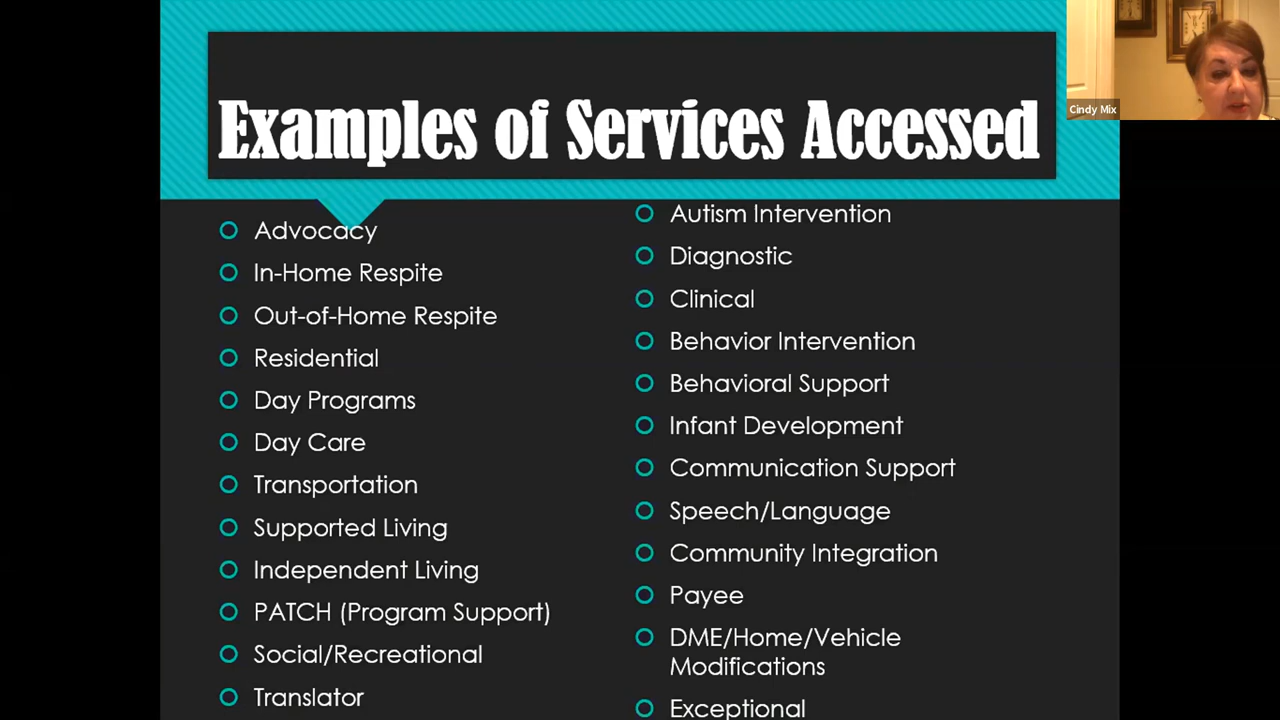 Examples of Services Accessed
Cindy Mix
Advocacy
In-Home Respite
Out-of-Home Respite
Residential
Day Programs
Day Care
Transportation
Supported Living
Independent Living
PATCH (Program Support)
Social/Recreational
Translator
Autism Intervention
Diagnostic
Clinical
Behavior Intervention
Behavioral Support
Infant Development
Communication Support
Speech/Language
Community Integration
Payee
DME/Home/Vehicle
Modifications
Exceptional